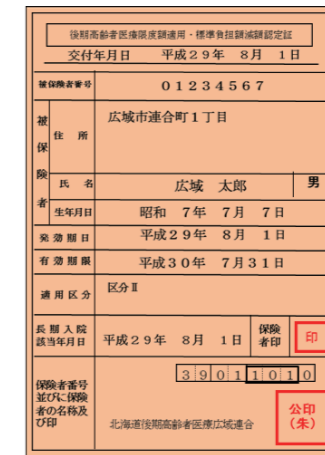 後期高齢者医療限度額適用・標準負担額減額認定証
交付年月日 平成29年 8月 1日
被保険者番号 01234567
被保険者
住所 広域市連合町1丁目
氏名 広域 太郎 男
生年月日 昭和 7年 7月 7日
発効期日 平成29年 8月 1日
有効期限 平成30年 7月31日
適用区分 区分Ⅱ
長期入院
該当年月日 平成29年 8月 1日 保険
者印 印
保険者番号
並びに保険
者の名称及
び印
39011010
北海道後期高齢者医療広域連合
公印
(朱)